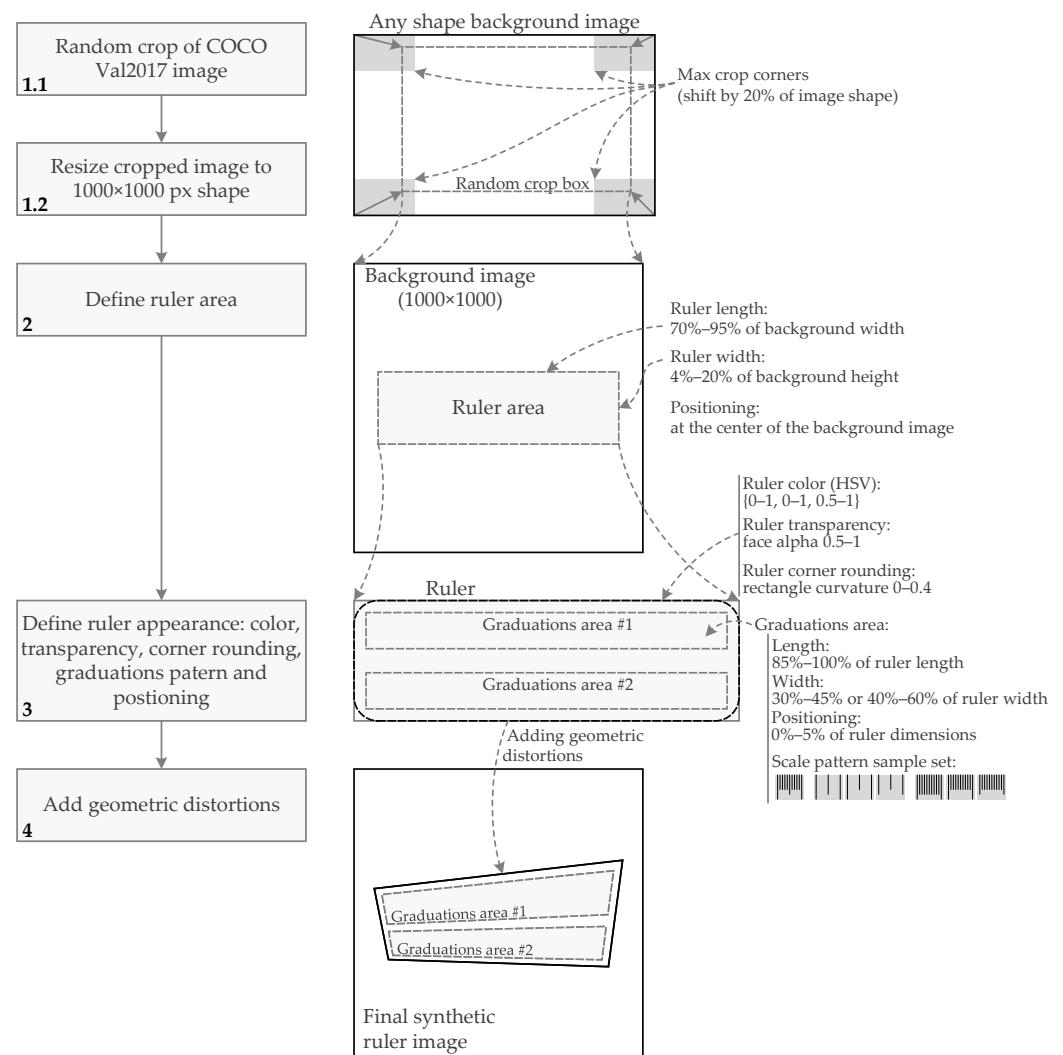 Random crop of COCO
Val2017 image
1.1
Resize cropped image to
1000×1000 px shape
1.2
Define ruler area
2
Define ruler appearance: color,
transparency, corner rounding,
graduations patern and
postioning
3
Add geometric distortions
4
Any shape background image
Max crop corners
(shift by 20% of image shape)
Random crop box
Background image
(1000×1000)
Ruler length:
70%–95% of background width
Ruler width:
4%–20% of background height
Positioning:
at the center of the background image
Ruler area
Ruler color (HSV):
{0–1, 0–1, 0.5–1}
Ruler transparency:
face alpha 0.5–1
Ruler corner rounding:
rectangle curvature 0–0.4
Ruler
Graduations area #1
Graduations area #2
Graduations area:
Length:
85%–100% of ruler length
Width:
30%–45% or 40%–60% of ruler width
Positioning:
0%–5% of ruler dimensions
Scale pattern sample set:
Adding geometric
distortions
Graduations area #1
Graduations area #2
Final synthetic
ruler image